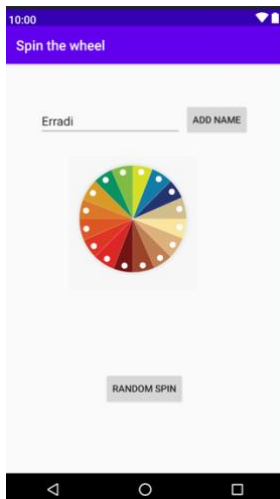 10:00
Spin the wheel
Erradi
ADD NAME
RANDOM SPIN